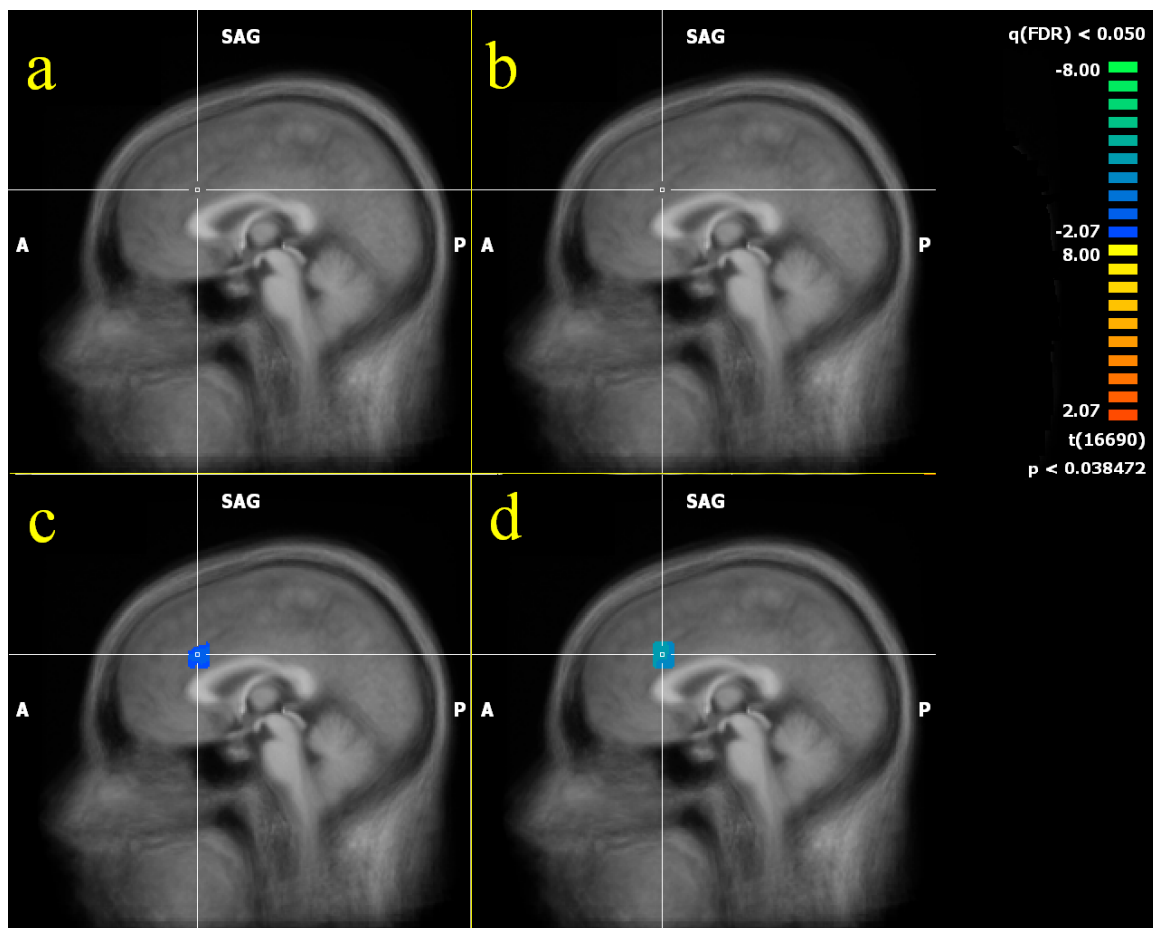 a
SAG
A
P
b
SAG
A
P
q(FDR) < 0.050
-8.00
-2.07
8.00
2.07
t(16690)
p < 0.038472
c
SAG
A
P
d
SAG
A
P